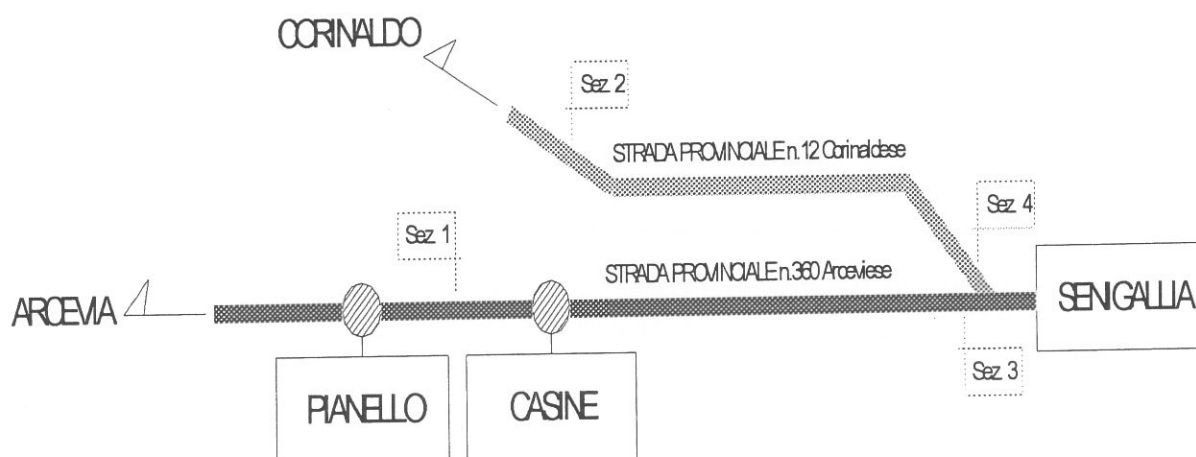 CORINALDO
Sez. 2
STRADA PROVINCIALE n. 12 Corinaldese
Sez. 4
Sez. 1
STRADA PROVINCIALE n. 360 Arceviese
ARCEVIA
SENIGALLIA
Sez. 3
PIANELLO
CASINE